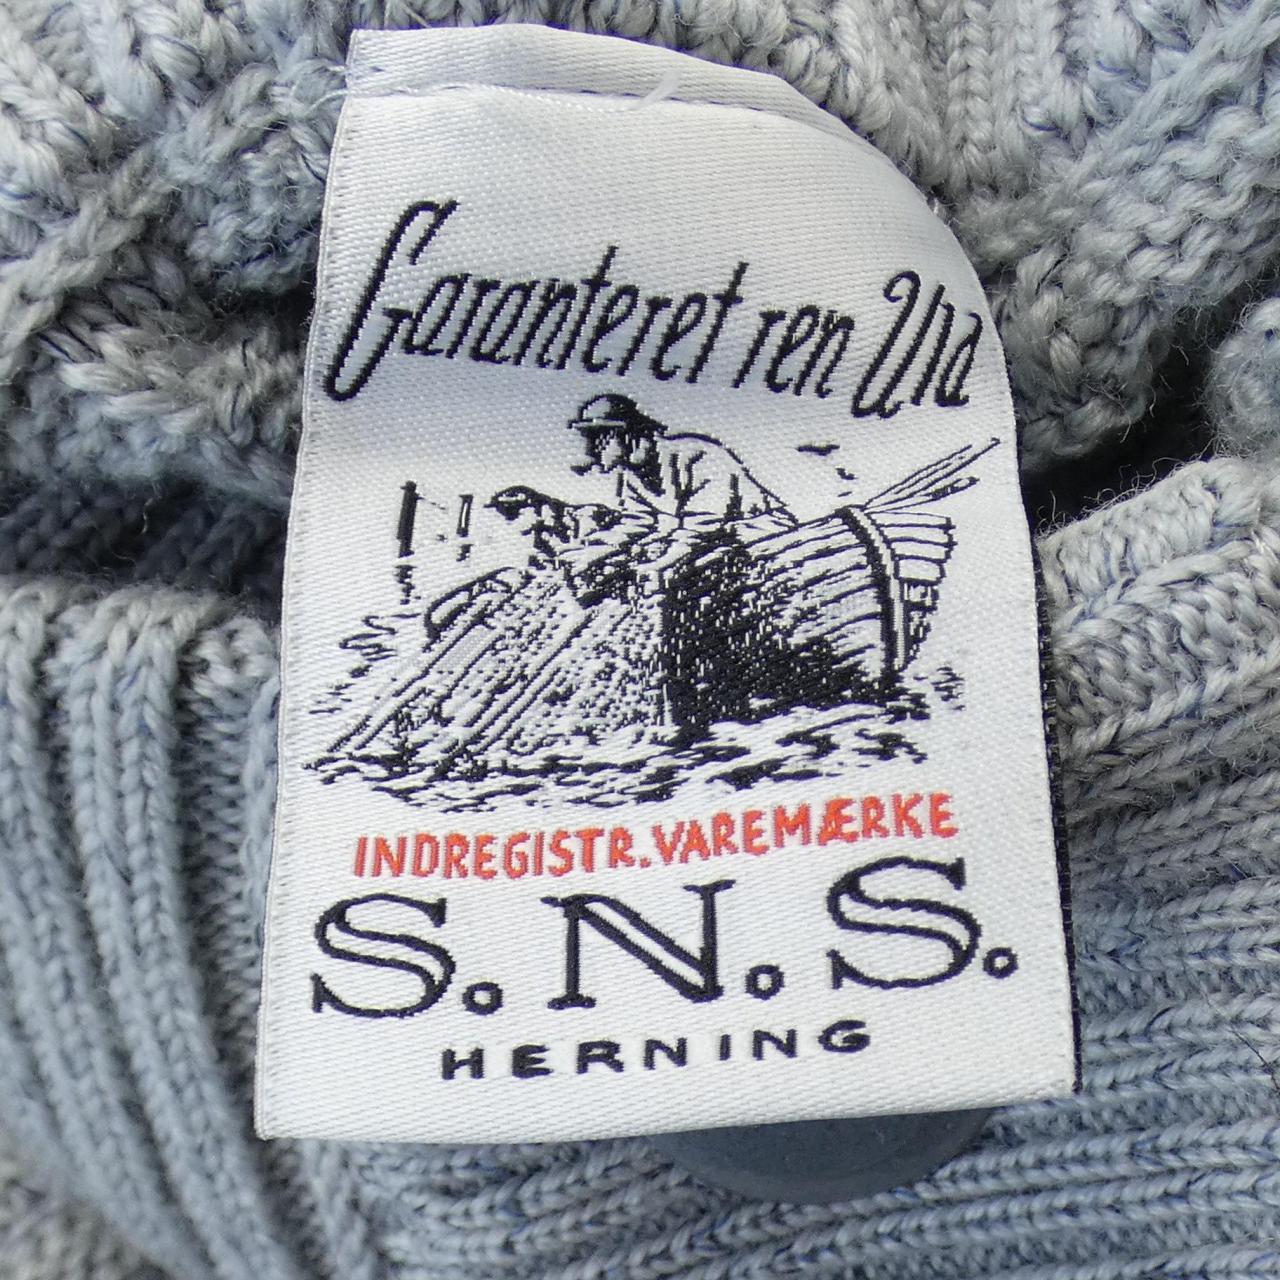 Garanteret ren Uld
INDREGISTR. VAREMÆRKE
S.N.S.
HERNING